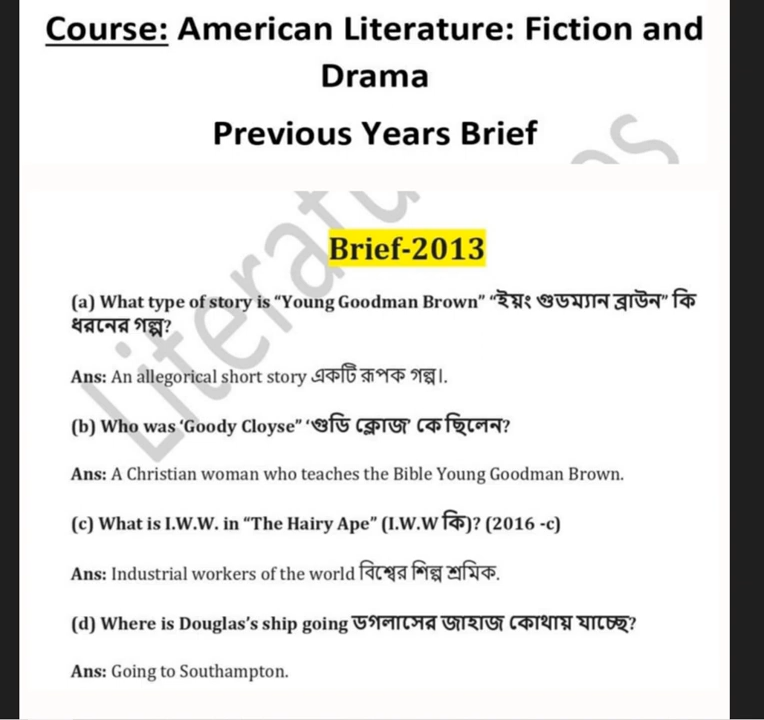 Course: American Literature: Fiction and
Drama
Previous Years Brief
Brief-2013
(a) What type of story is “Young Goodman Brown” “ইয়ং গুডম্যান ব্রাউন” কি
ধরনের গল্প?
Ans: An allegorical short story একটি রূপক গল্প।.
(b) Who was ‘Goody Cloyse” ‘গুডি ক্লোজ’ কে ছিলেন?
Ans: A Christian woman who teaches the Bible Young Goodman Brown.
(c) What is I.W.W. in “The Hairy Ape” (I.W.W কি)? (2016 -c)
Ans: Industrial workers of the world বিশ্বের শিল্প শ্রমিক.
(d) Where is Douglas’s ship going ডগলাসের জাহাজ কোথায় যাচ্ছে?
Ans: Going to Southampton.